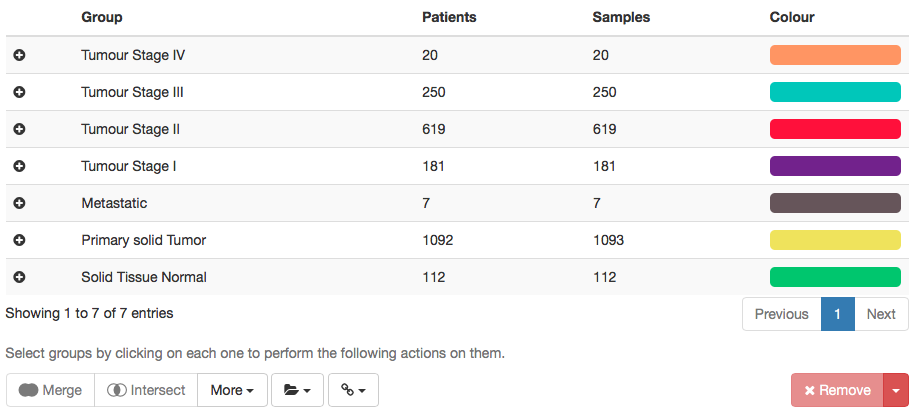 Group Patients Samples Colour
Tumour Stage IV 20 20
Tumour Stage III 250 250
Tumour Stage II 619 619
Tumour Stage I 181 181
Metastatic 7 7
Primary solid Tumor 1092 1093
Solid Tissue Normal 112 112
Showing 1 to 7 of 7 entries Previous 1 Next
Select groups by clicking on each one to perform the following actions on them.
Merge Intersect More Remove